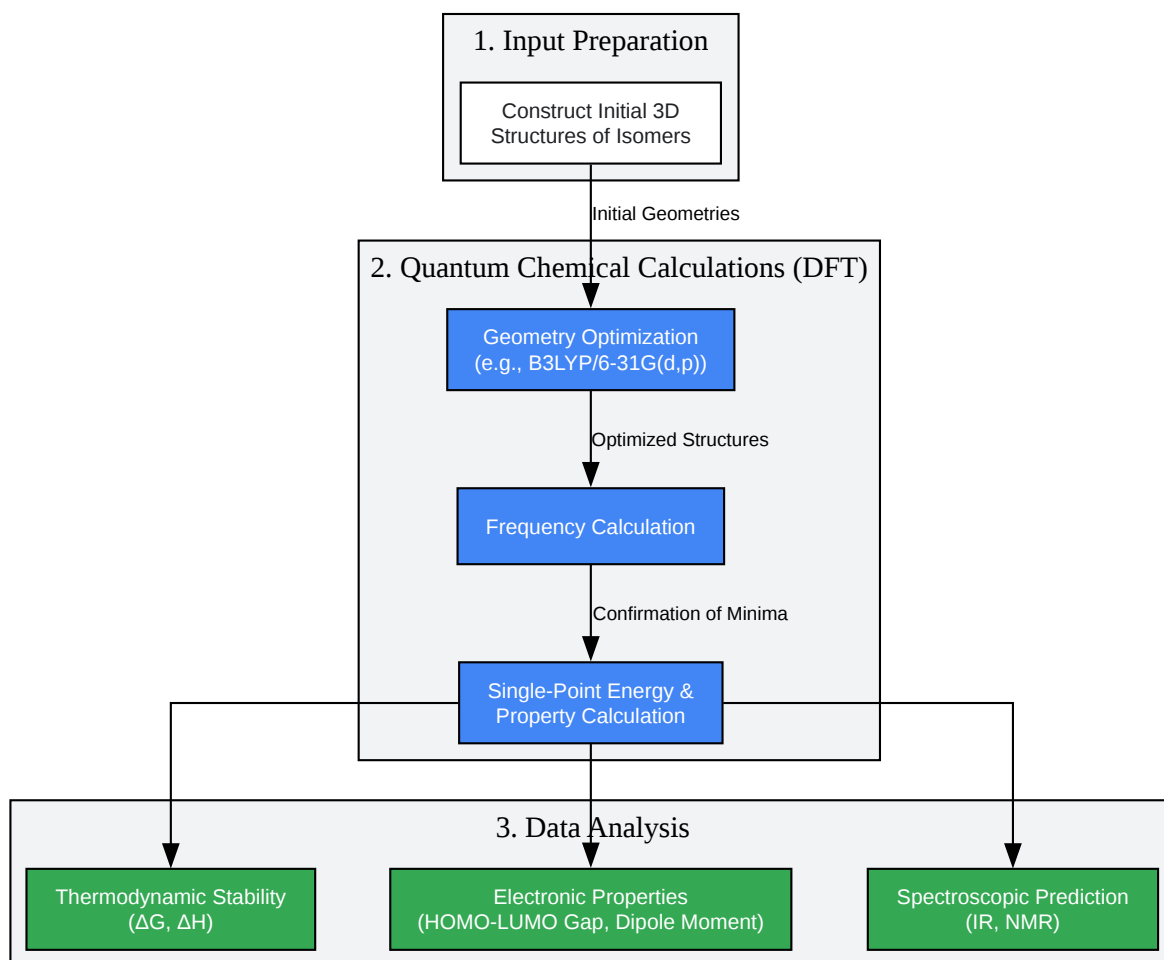 1. Input Preparation
Construct Initial 3D
Structures of Isomers
Initial Geometries
2. Quantum Chemical Calculations (DFT)
Geometry Optimization
(e.g., B3LYP/6-31G(d,p))
Optimized Structures
Frequency Calculation
Confirmation of Minima
Single-Point Energy &
Property Calculation
3. Data Analysis
Thermodynamic Stability
(ΔG, ΔH)
Electronic Properties
(HOMO-LUMO Gap, Dipole Moment)
Spectroscopic Prediction
(IR, NMR)